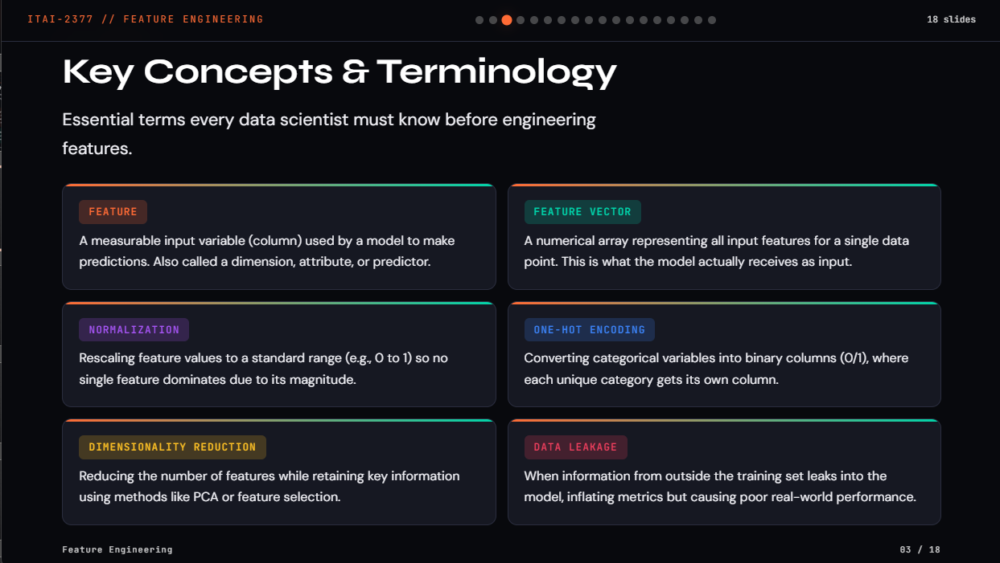 ITAI-2377 // FEATURE ENGINEERING
18 slides
Key Concepts & Terminology
Essential terms every data scientist must know before engineering
features.
FEATURE
A measurable input variable (column) used by a model to make
predictions. Also called a dimension, attribute, or predictor.
FEATURE VECTOR
A numerical array representing all input features for a single data
point. This is what the model actually receives as input.
NORMALIZATION
Rescaling feature values to a standard range (e.g., 0 to 1) so no
single feature dominates due to its magnitude.
ONE-HOT ENCODING
Converting categorical variables into binary columns (0/1), where
each unique category gets its own column.
DIMENSIONALITY REDUCTION
Reducing the number of features while retaining key information
using methods like PCA or feature selection.
DATA LEAKAGE
When information from outside the training set leaks into the
model, inflating metrics but causing poor real-world performance.
Feature Engineering
03 / 18